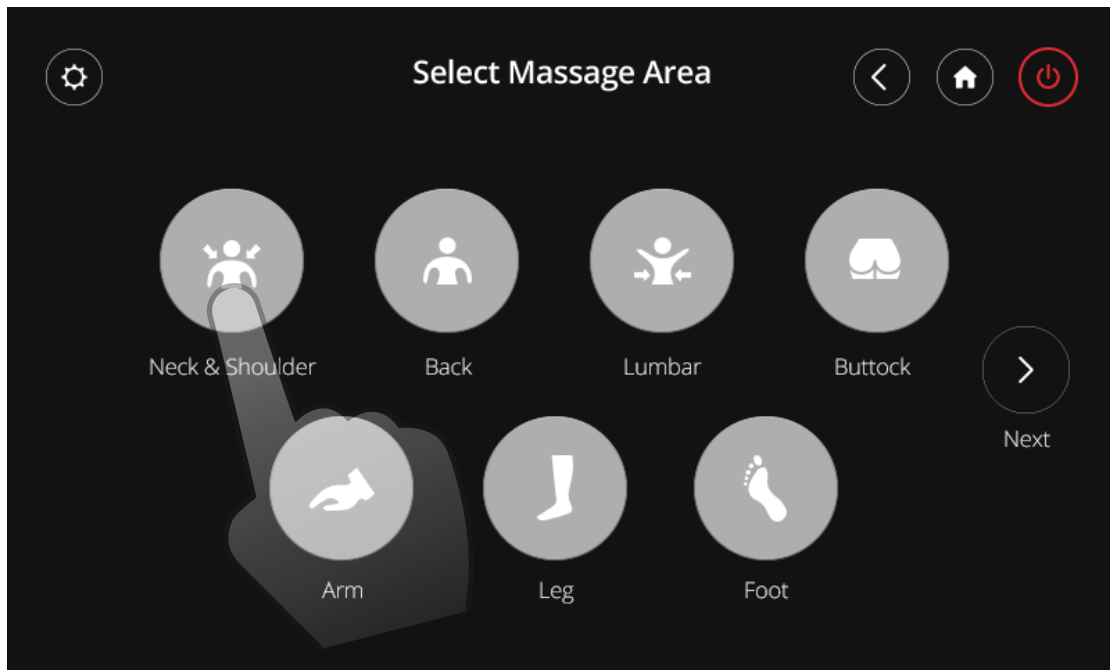 Select Massage Area
Neck & Shoulder
Back
Lumbar
Buttock
Next
Arm
Leg
Foot